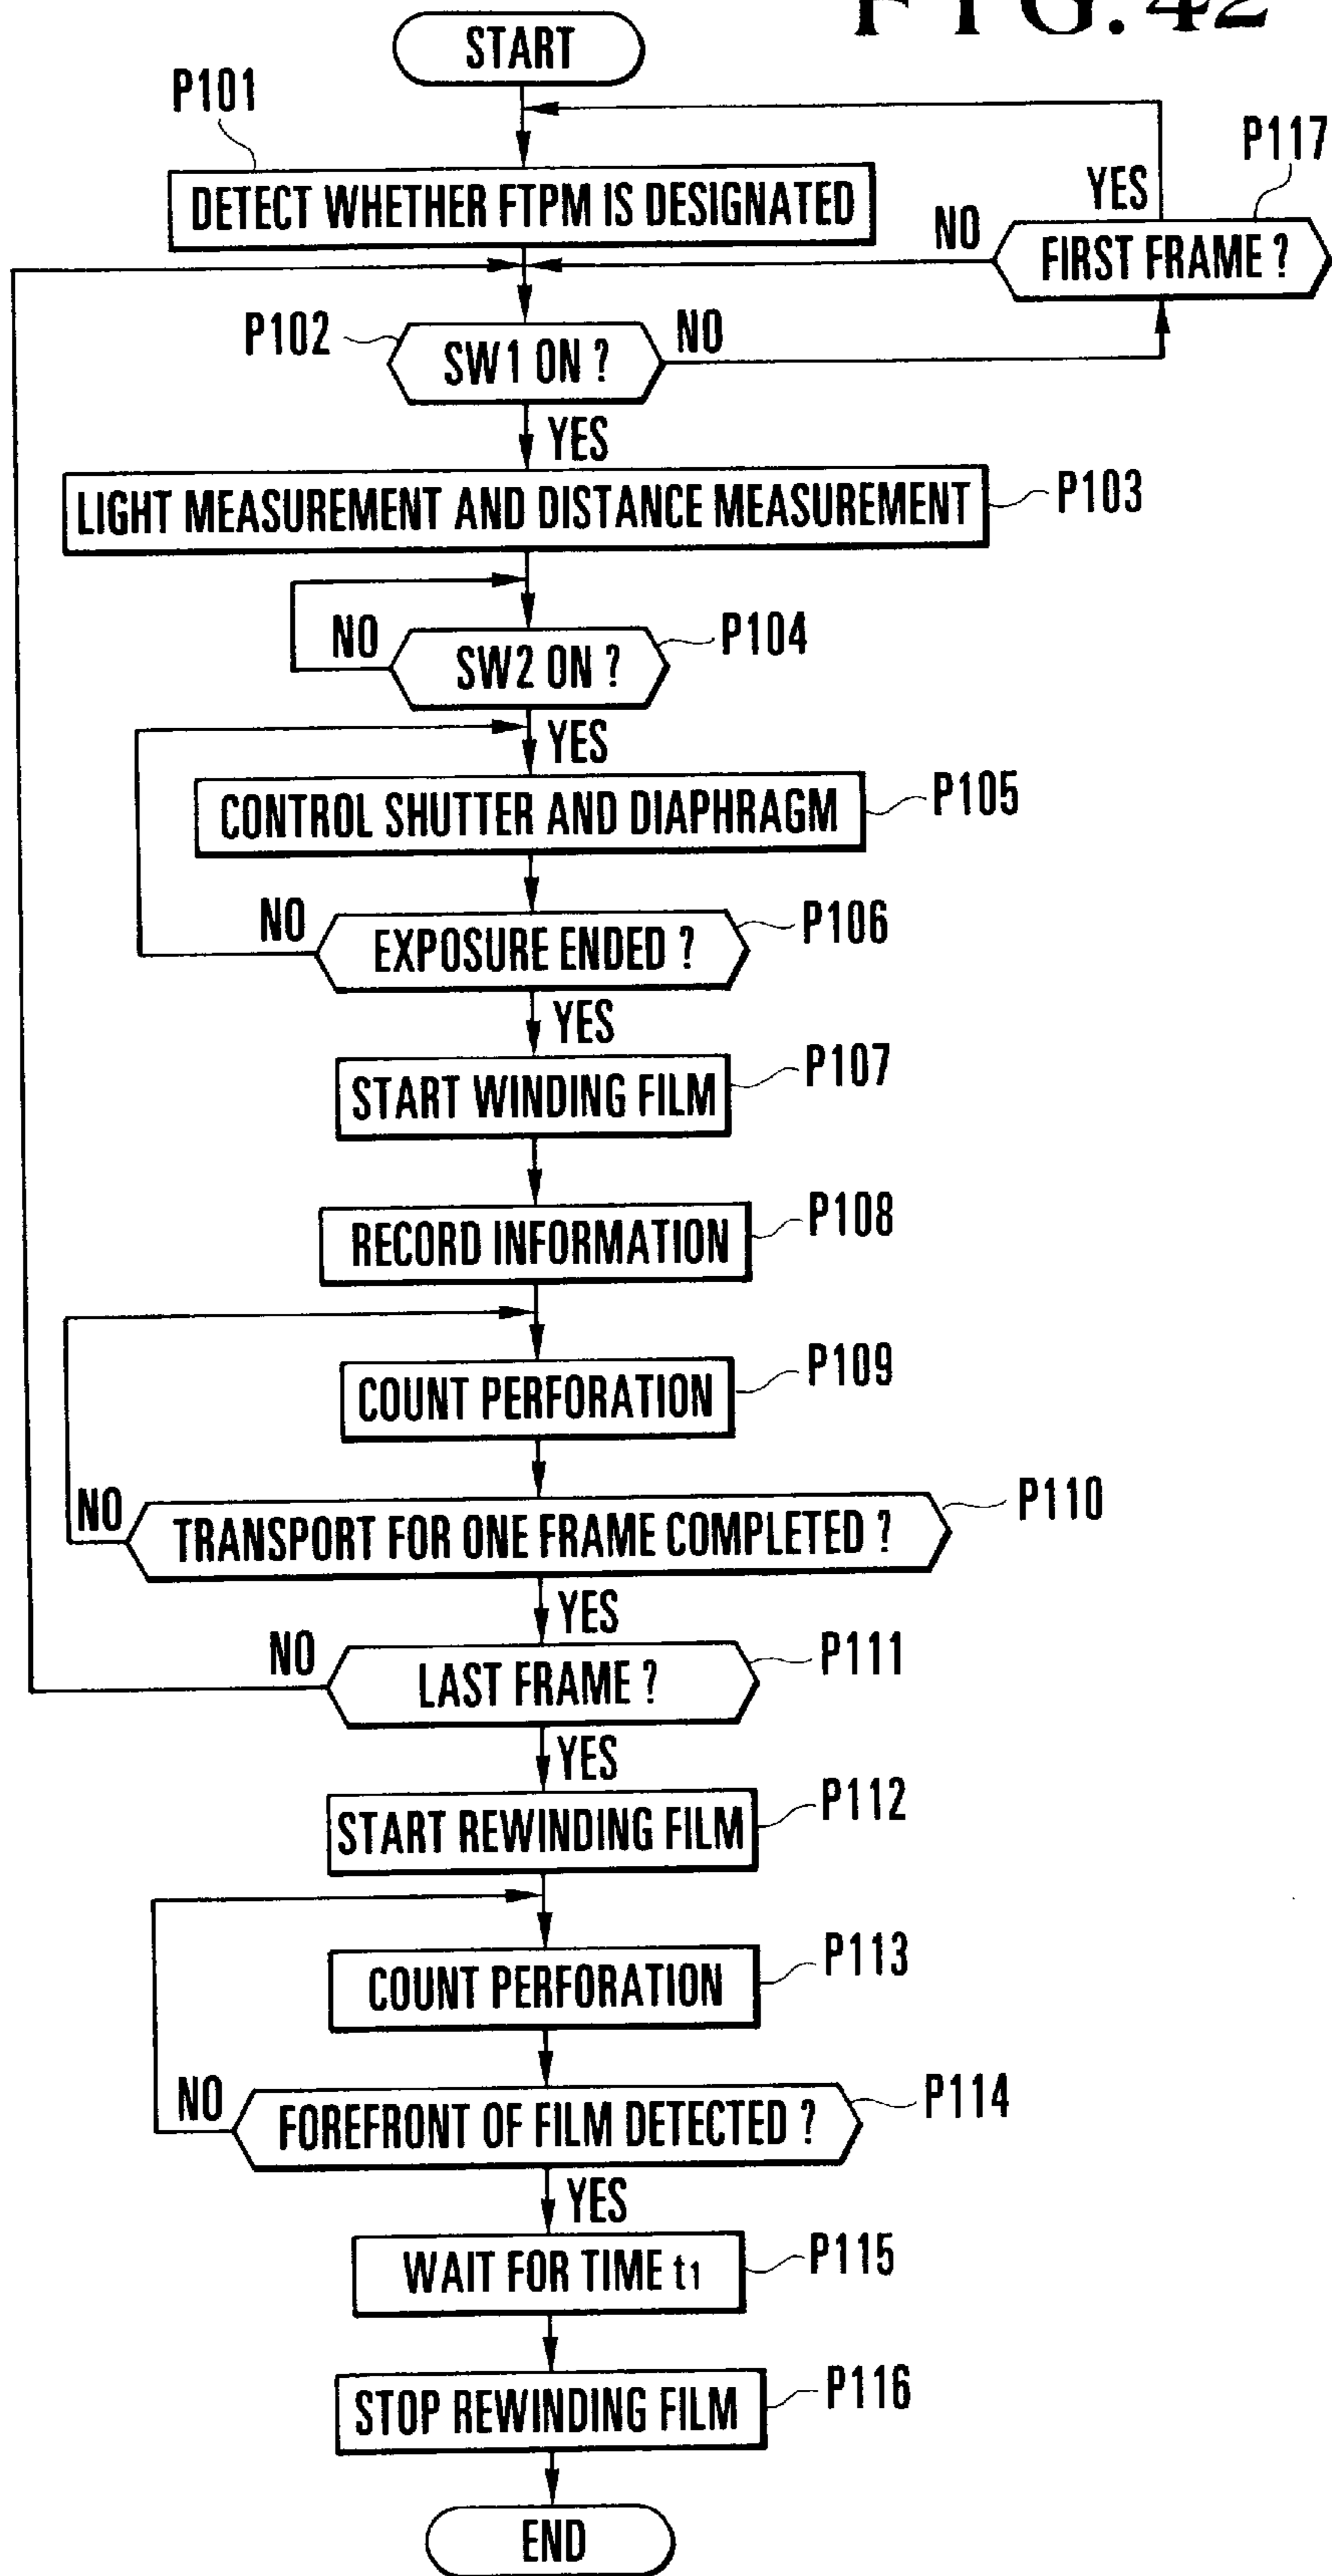 FIG. 42
START
P101
DETECT WHETHER FTPM IS DESIGNATED
P117
YES
NO
FIRST FRAME ?
P102
SW1 ON ?
NO
YES
LIGHT MEASUREMENT AND DISTANCE MEASUREMENT
P103
NO
SW2 ON ?
P104
YES
CONTROL SHUTTER AND DIAPHRAGM
P105
NO
EXPOSURE ENDED ?
P106
YES
START WINDING FILM
P107
RECORD INFORMATION
P108
COUNT PERFORATION
P109
NO
TRANSPORT FOR ONE FRAME COMPLETED ?
P110
YES
NO
LAST FRAME ?
P111
YES
START REWINDING FILM
P112
COUNT PERFORATION
P113
NO
FOREFRONT OF FILM DETECTED ?
P114
YES
WAIT FOR TIME t1
P115
STOP REWINDING FILM
P116
END